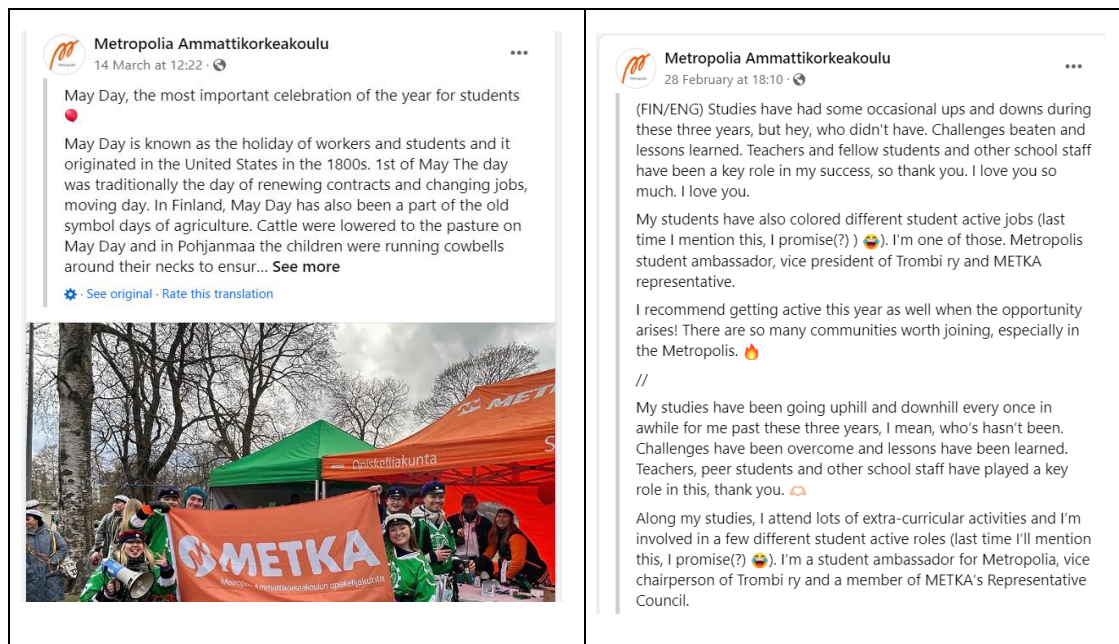 Metropolia Ammattikorkeakoulu
14 March at 12:22 ·
May Day, the most important celebration of the year for students
🎈
May Day is known as the holiday of workers and students and it
originated in the United States in the 1800s. 1st of May The day
was traditionally the day of renewing contracts and changing jobs,
moving day. In Finland, May Day has also been a part of the old
symbol days of agriculture. Cattle were lowered to the pasture on
May Day and in Pohjanmaa the children were running cowbells
around their necks to ensur... See more
· See original · Rate this translation
METKA
Opiskelijakunta
METKA
Metropolia Ammattikorkeakoulun opiskelijakunta
Metropolia Ammattikorkeakoulu
28 February at 18:10 ·
(FIN/ENG) Studies have had some occasional ups and downs during
these three years, but hey, who didn't have. Challenges beaten and
lessons learned. Teachers and fellow students and other school staff
have been a key role in my success, so thank you. I love you so
much. I love you.
My students have also colored different student active jobs (last
time I mention this, I promise(?) ) 😂). I'm one of those. Metropolis
student ambassador, vice president of Trombi ry and METKA
representative.
I recommend getting active this year as well when the opportunity
arises! There are so many communities worth joining, especially in
the Metropolis. 🔥
//
My studies have been going uphill and downhill every once in
awhile for me past these three years, I mean, who's hasn't been.
Challenges have been overcome and lessons have been learned.
Teachers, peer students and other school staff have played a key
role in this, thank you. 🫶🏻
Along my studies, I attend lots of extra-curricular activities and I'm
involved in a few different student active roles (last time I'll mention
this, I promise(?) 😂). I'm a student ambassador for Metropolia, vice
chairperson of Trombi ry and a member of METKA's Representative
Council.